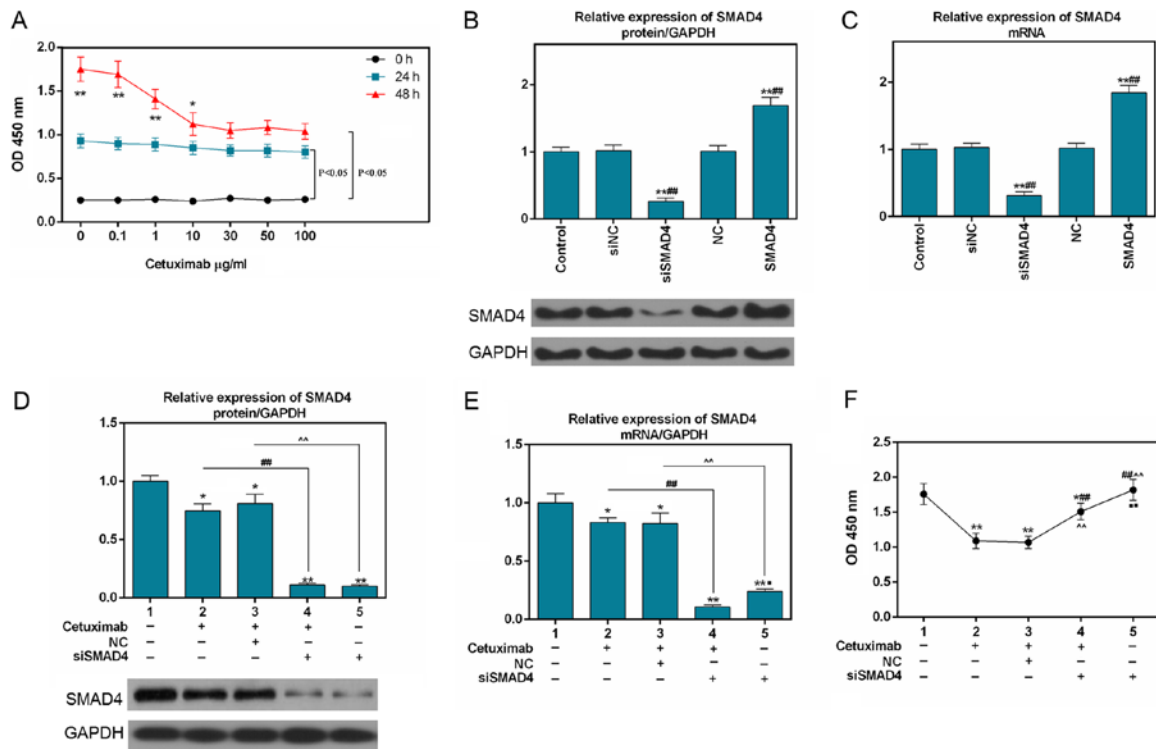 A
OD 450 nm
2.0
1.5
1.0
0.5
0.0
0 h
24 h
48 h
**
**
**
*
P<0.05
P<0.05
0 0.1 1 10 30 50 100
Cetuximab μg/ml
B
Relative expression of SMAD4
protein/GAPDH
2
1
0
**##
**##
Control siNC siSMAD4 NC SMAD4
SMAD4
GAPDH
C
Relative expression of SMAD4
mRNA
2
1
0
**##
**##
Control siNC siSMAD4 NC SMAD4
D
Relative expression of SMAD4
protein/GAPDH
1.5
1.0
0.5
0.0
^^
##
* * ** **
1 2 3 4 5
Cetuximab − + + + −
NC − − + − −
siSMAD4 − − − + +
SMAD4
GAPDH
E
Relative expression of SMAD4
mRNA/GAPDH
1.5
1.0
0.5
0.0
^^
##
* * ** **▪
1 2 3 4 5
Cetuximab − + + + −
NC − − + − −
siSMAD4 − − − + +
F
OD 450 nm
2.5
2.0
1.5
1.0
0.5
0.0
** ** *## ##^^
^^ ▪▪
1 2 3 4 5
Cetuximab − + + + −
NC − − + − −
siSMAD4 − − − + +